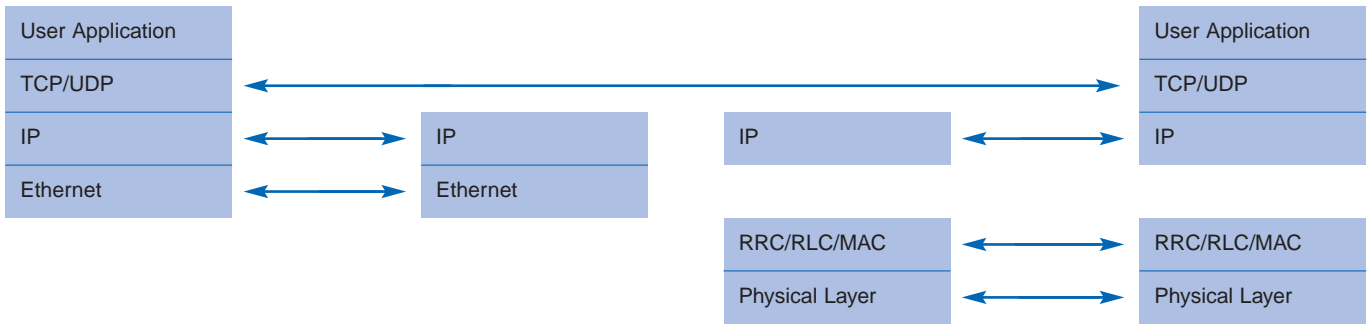 User Application
User Application
TCP/UDP
TCP/UDP
IP
IP
IP
IP
Ethernet
Ethernet
RRC/RLC/MAC
RRC/RLC/MAC
Physical Layer
Physical Layer